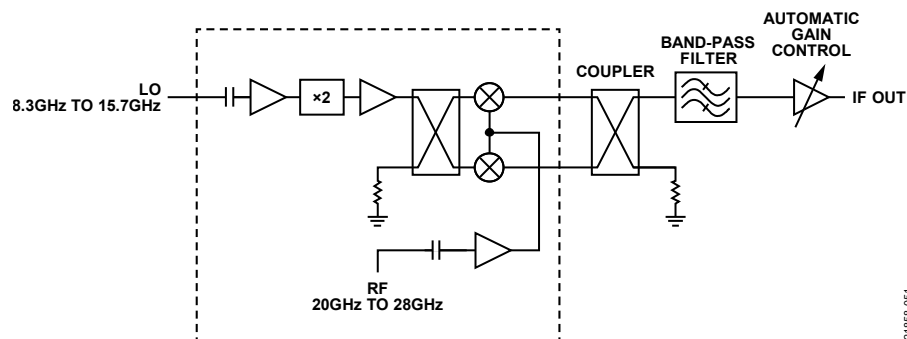 AUTOMATIC
GAIN
CONTROL
BAND-PASS
FILTER
COUPLER
LO
8.3GHz TO 15.7GHz
×2
IF OUT
RF
20GHz TO 28GHz